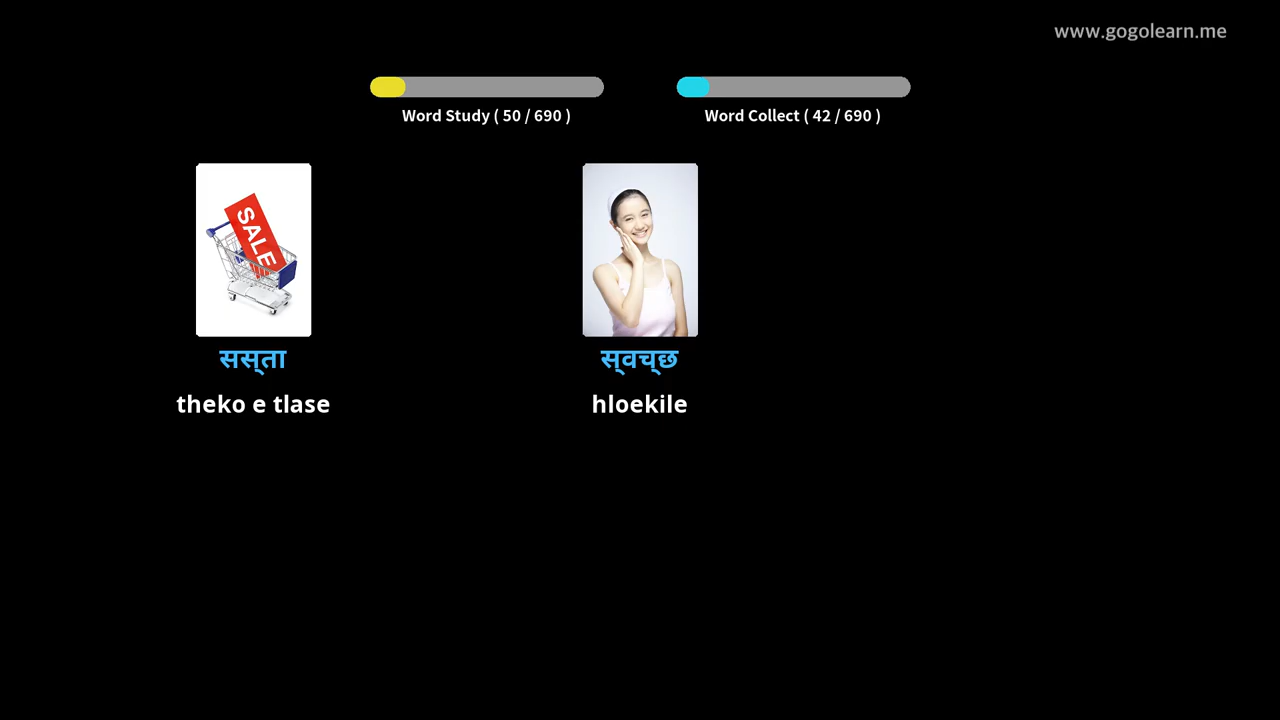 www.gogolearn.me
Word Study ( 50 / 690 )
Word Collect ( 42 / 690 )
SALE
सस्ता
स्वच्छ
theko e tlase
hloekile